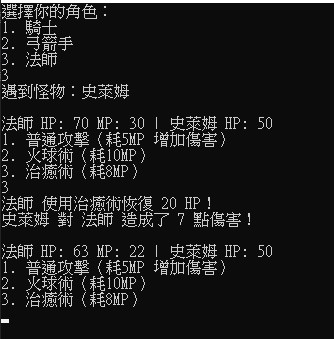 選擇你的角色：
1. 騎士
2. 弓箭手
3. 法師
3
遇到怪物：史萊姆
法師 HP: 70 MP: 30 | 史萊姆 HP: 50
1. 普通攻擊（耗5MP 增加傷害）
2. 火球術（耗10MP）
3. 治癒術（耗8MP）
3
法師 使用治癒術恢復 20 HP！
史萊姆 對 法師 造成了 7 點傷害！
法師 HP: 63 MP: 22 | 史萊姆 HP: 50
1. 普通攻擊（耗5MP 增加傷害）
2. 火球術（耗10MP）
3. 治癒術（耗8MP）